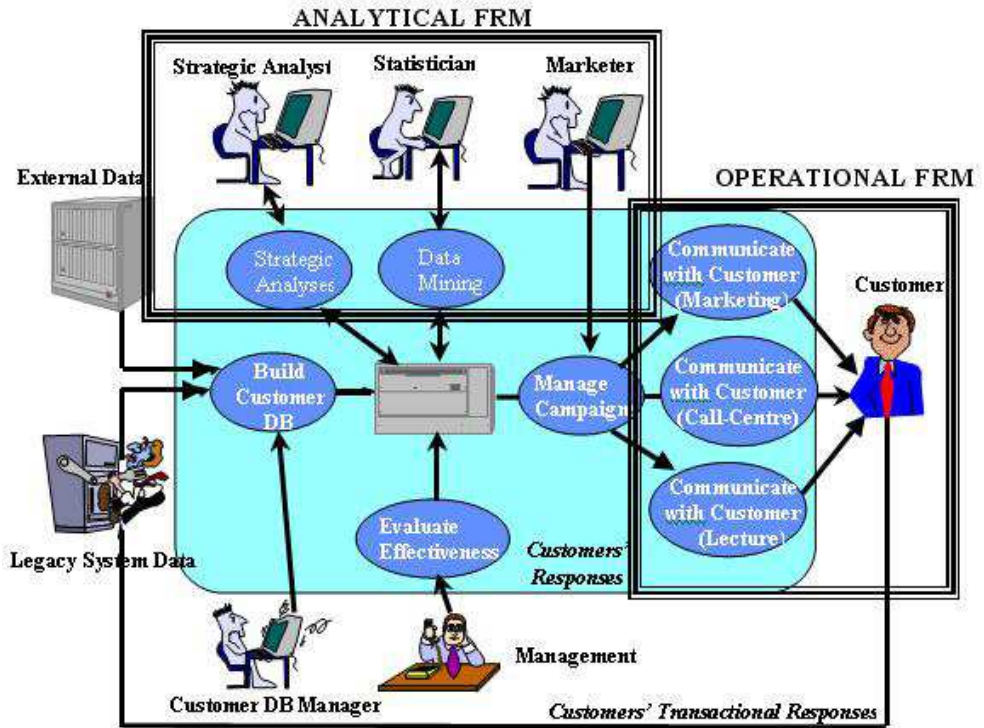 ANALYTICAL FRM
Strategic Analyst
Statistician
Marketer
External Data
OPERATIONAL FRM
Strategic
Analyses
Data
Mining
Communicate
with Customer
(Marketing)
Customer
Build
Customer
DB
Manage
Campaign
Communicate
with Customer
(Call-Centre)
Communicate
with Customer
(Lecture)
Evaluate
Effectiveness
Customers'
Responses
Legacy System Data
Management
Customer DB Manager
Customers' Transactional Responses